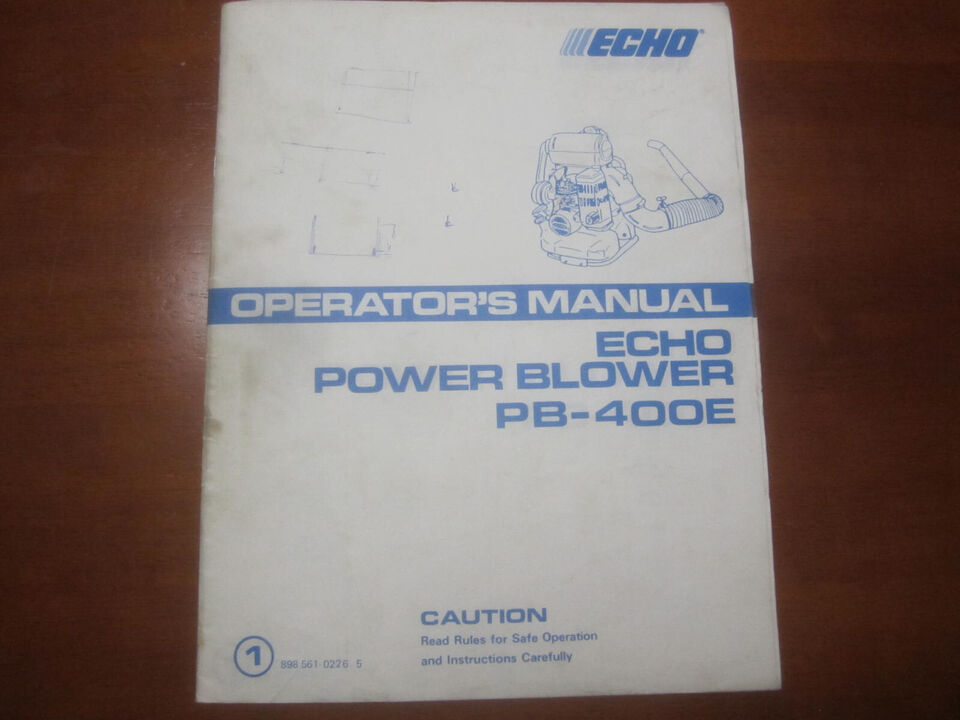 ECHO®
OPERATOR'S MANUAL
ECHO
POWER BLOWER
PB-400E
CAUTION
Read Rules for Safe Operation
and Instructions Carefully
1 898 561 0226 5